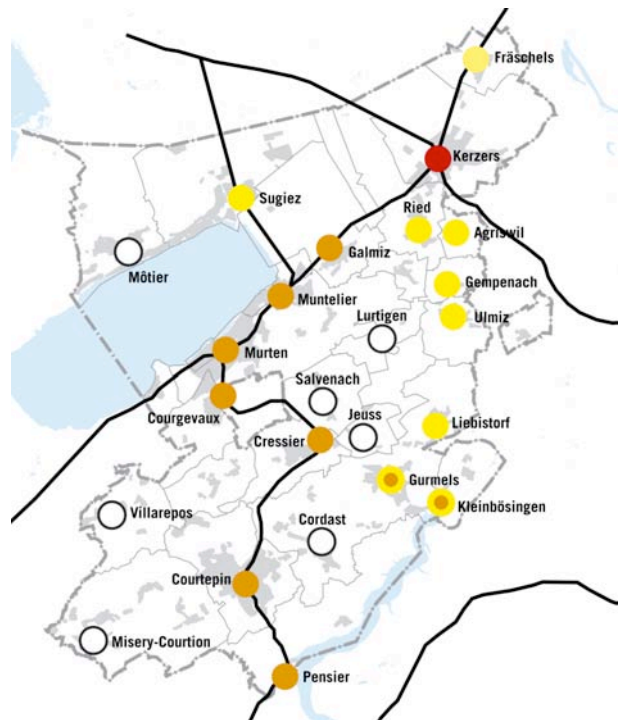 Fräschels
Kerzers
Sugiez
Ried
Agriswil
Galmiz
Môtier
Gempenach
Muntelier
Lurtigen
Ulmiz
Murten
Salvenach
Courgevaux
Jeuss
Liebistorf
Cressier
Gurmels
Kleinbösingen
Villarepos
Cordast
Courtepin
Misery-Courtion
Pensier